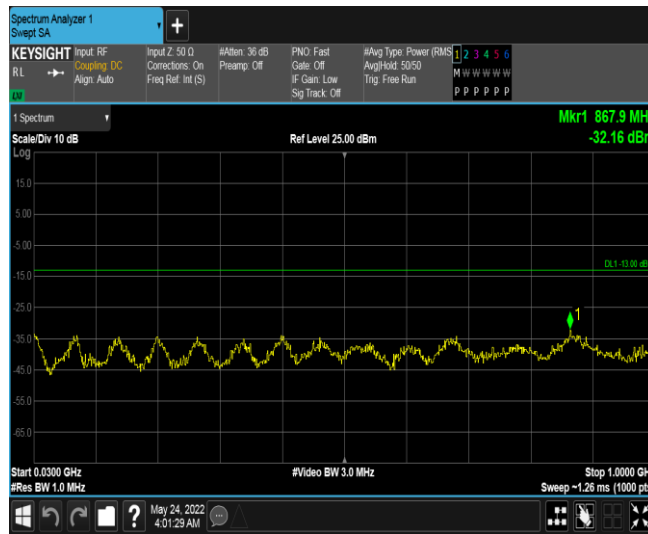 Spectrum Analyzer 1
Swept SA
+
KEYSIGHT Input: RF Input Z: 50 Ω #Atten: 36 dB PNO: Fast #Avg Type: Power (RMS 1 2 3 4 5 6
RL Coupling: DC Corrections: On Preamp: Off Gate: Off Avg|Hold: 50/50 M W W W W W
Align: Auto Freq Ref: Int (S) IF Gain: Low Trig: Free Run
Sig Track: Off P P P P P P
LXI
1 Spectrum Mkr1 867.9 MH
Scale/Div 10 dB Ref Level 25.00 dBm -32.16 dBr
Log
15.0
5.00
-5.00
DL1 -13.00 dB
-15.0
-25.0
1
-35.0
-45.0
-55.0
-65.0
Start 0.0300 GHz #Video BW 3.0 MHz Stop 1.0000 GH
#Res BW 1.0 MHz Sweep ~1.26 ms (1000 pts
? May 24, 2022
4:01:29 AM